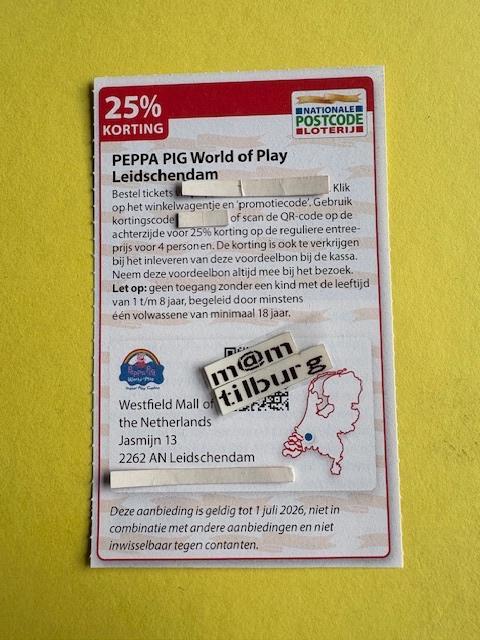 25%
KORTING
NATIONALE
POSTCODE
LOTERIJ
PEPPA PIG World of Play
Leidschendam
Bestel tickets . Klik
op het winkelwagentje en 'promotiecode'. Gebruik
kortingscode of scan de QR-code op de
achterzijde voor 25% korting op de reguliere entree-
prijs voor 4 personen. De korting is ook te verkrijgen
bij het inleveren van deze voordeelbon bij de kassa.
Neem deze voordeelbon altijd mee bij het bezoek.
Let op: geen toegang zonder een kind met de leeftijd
van 1 t/m 8 jaar, begeleid door minstens
één volwassene van minimaal 18 jaar.
m@m
tilburg
Peppa Pig
World of Play
Westfield Mall of
the Netherlands
Jasmijn 13
2262 AN Leidschendam
Deze aanbieding is geldig tot 1 juli 2026, niet in
combinatie met andere aanbiedingen en niet
inwisselbaar tegen contanten.